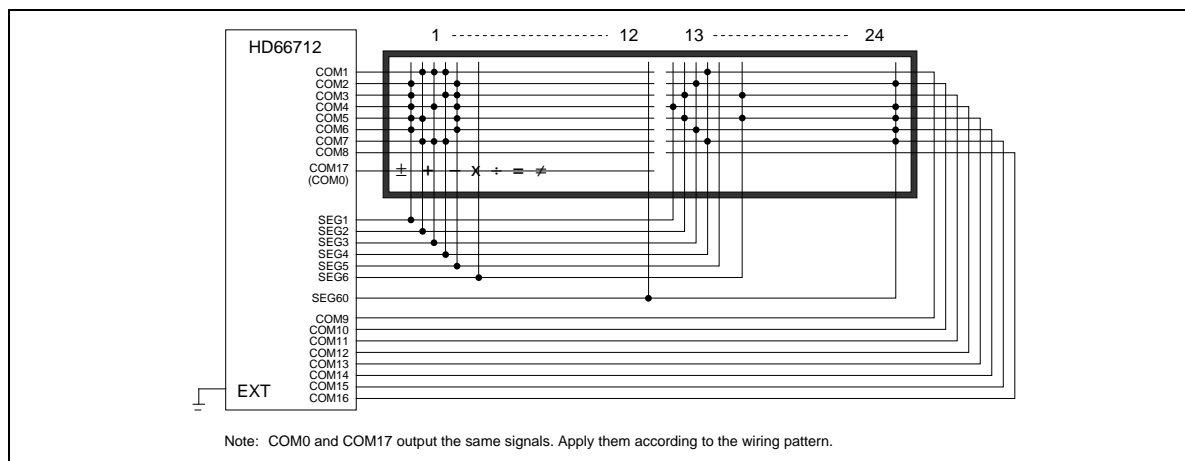 1 ---------------------- 12 13 ---------------------- 24
HD66712
COM1
COM2
COM3
COM4
COM5
COM6
COM7
COM8
COM17
(COM0)
± + − x ÷ = ≠
SEG1
SEG2
SEG3
SEG4
SEG5
SEG6
SEG60
COM9
COM10
COM11
COM12
COM13
COM14
COM15
COM16
EXT
Note: COM0 and COM17 output the same signals. Apply them according to the wiring pattern.